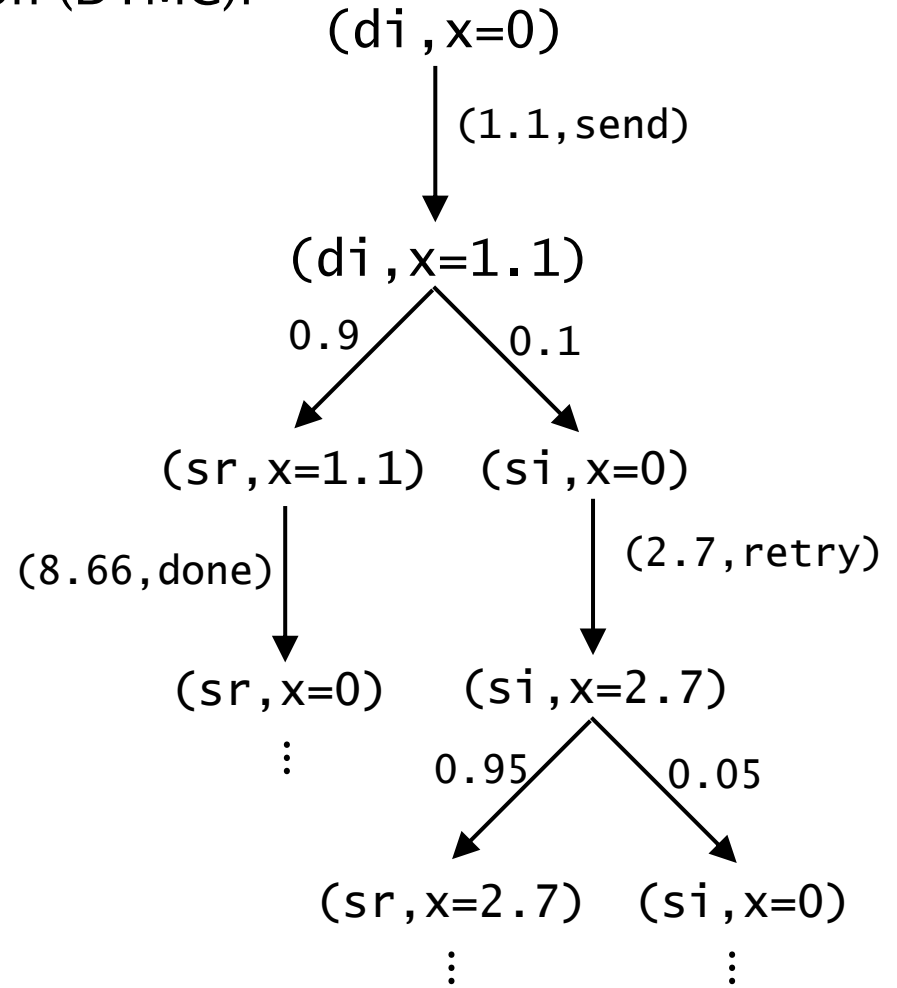 (di,x=0)
(1.1,send)
(di,x=1.1)
0.9 0.1
(sr,x=1.1) (si,x=0)
(8.66,done) (2.7,retry)
(sr,x=0) (si,x=2.7)
⋮
0.95 0.05
(sr,x=2.7) (si,x=0)
⋮ ⋮